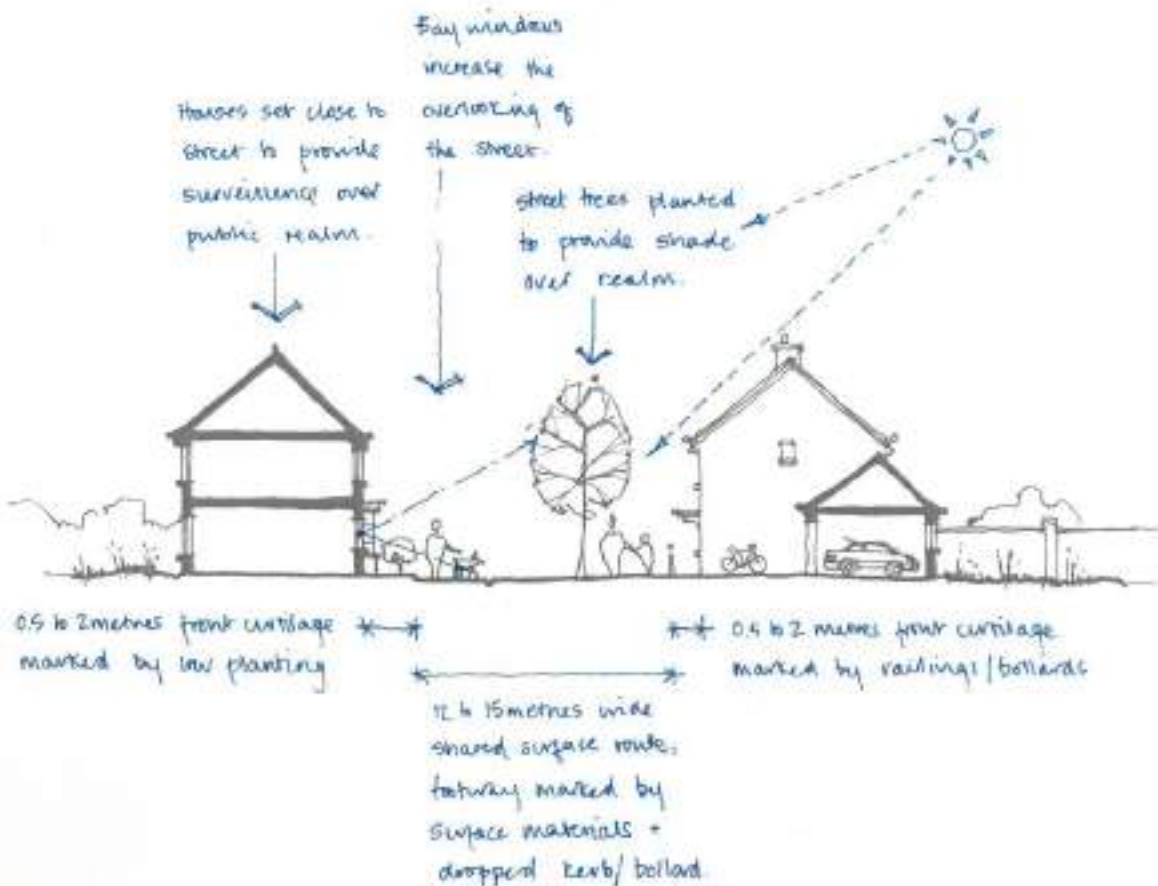 Bay windows
increase the
overlooking of
the street.
Houses set close to
street to provide
surveillence over
public realm.
street trees planted
to provide shade
over realm.
0.5 to 2metres front curtilage
marked by low planting
0.5 to 2 metres front curtilage
marked by railings/bollards
12 to 15metres wide
shared surface route,
footway marked by
surface materials +
dropped kerb/bollard.